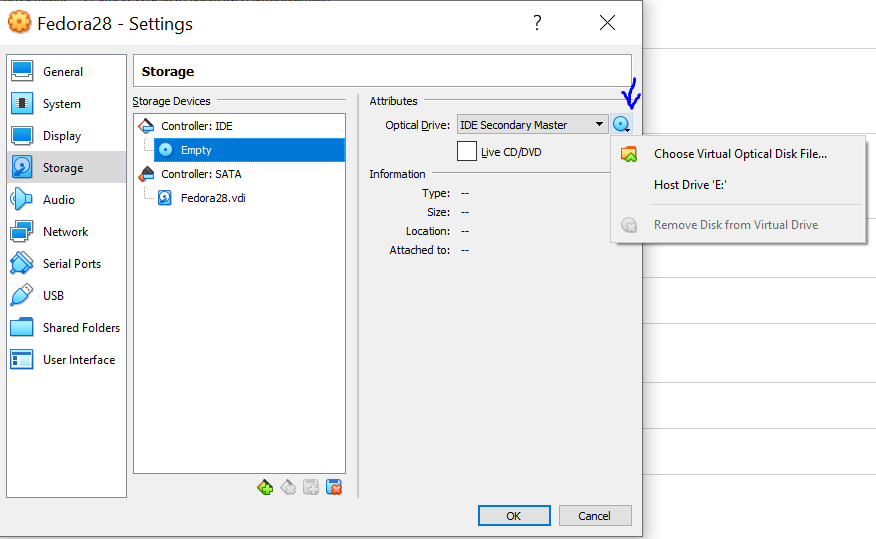 Fedora28 - Settings
?
General
System
Display
Storage
Audio
Network
Serial Ports
USB
Shared Folders
User Interface
Storage
Storage Devices
Controller: IDE
Empty
Controller: SATA
Fedora28.vdi
Attributes
Optical Drive: IDE Secondary Master
Live CD/DVD
Information
Type: --
Size: --
Location: --
Attached to: --
Choose Virtual Optical Disk File...
Host Drive 'E:'
Remove Disk from Virtual Drive
OK
Cancel